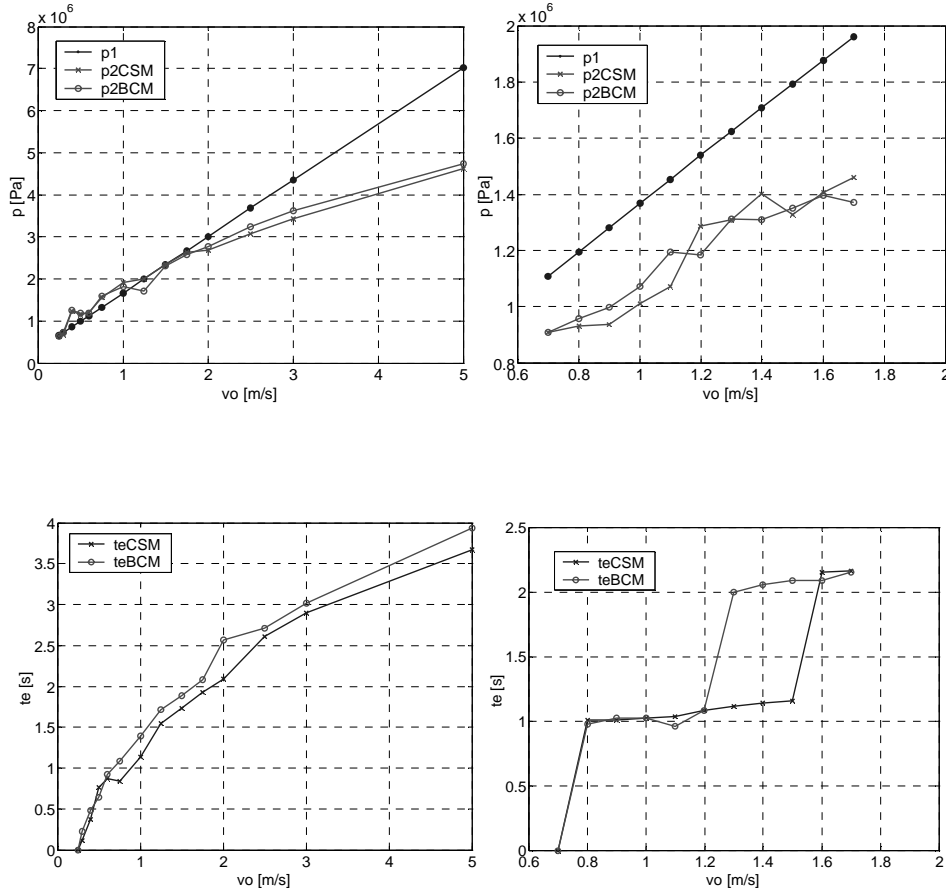 x 10^6
8
7
6
5
4
3
2
1
0
p [Pa]
p1
p2CSM
p2BCM
0 1 2 3 4 5
vo [m/s]
x 10^6
2
1.8
1.6
1.4
1.2
1
0.8
p [Pa]
p1
p2CSM
p2BCM
0.6 0.8 1 1.2 1.4 1.6 1.8 2
vo [m/s]
4
3.5
3
2.5
2
1.5
1
0.5
0
te [s]
teCSM
teBCM
0 1 2 3 4 5
vo [m/s]
2.5
2
1.5
1
0.5
0
te [s]
teCSM
teBCM
0.6 0.8 1 1.2 1.4 1.6 1.8 2
vo [m/s]